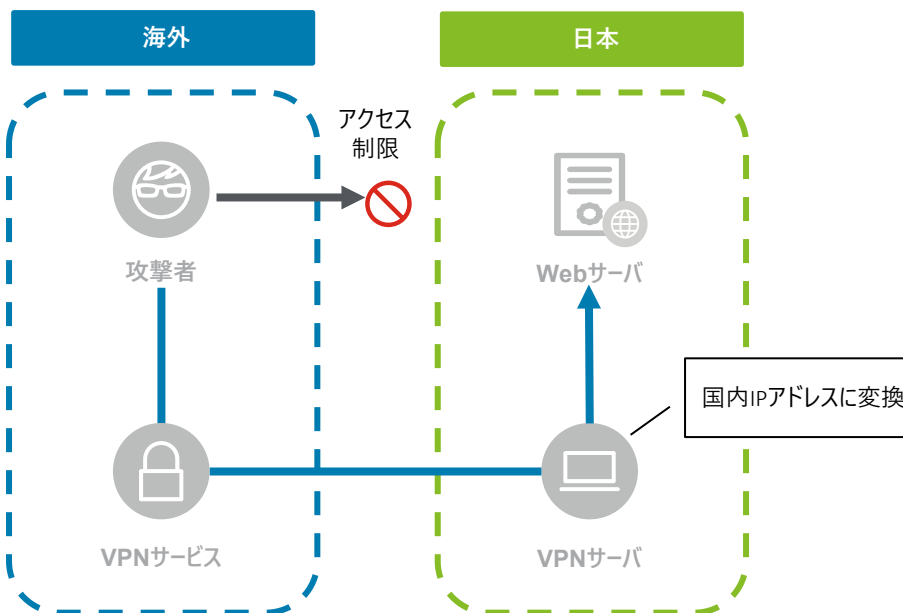 海外
日本
アクセス
制限
攻撃者
Webサーバ
国内IPアドレスに変換
VPNサービス
VPNサーバ